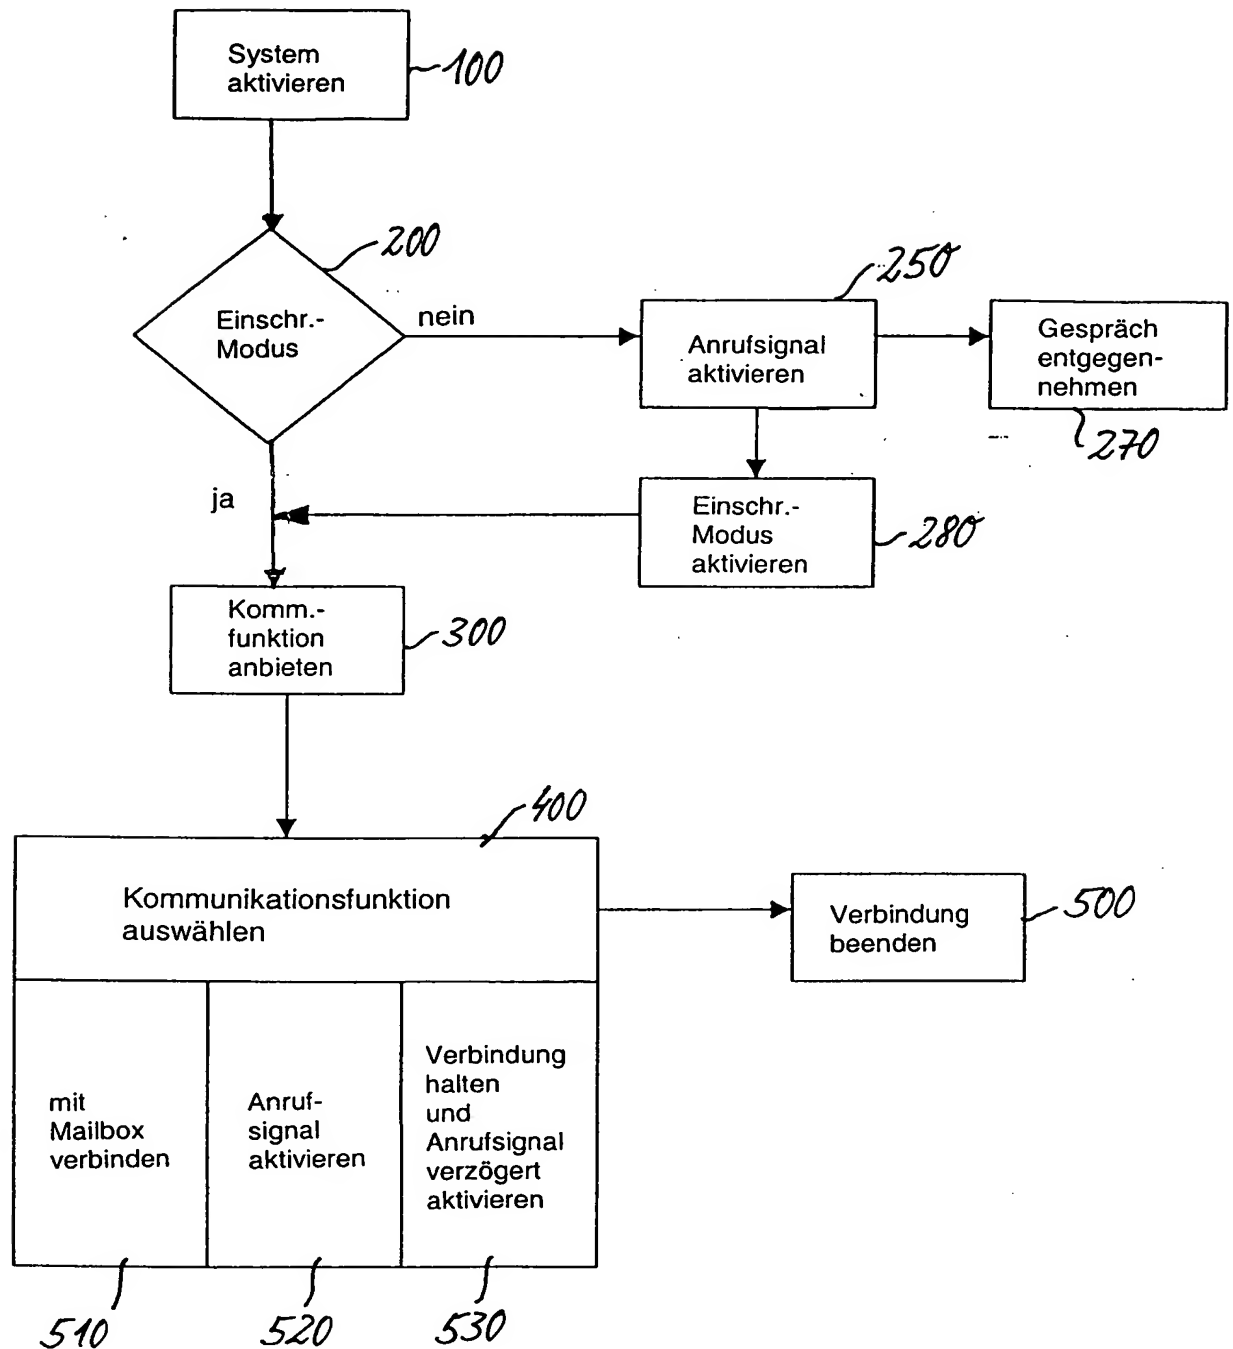 System
aktivieren
100
200
Einschr.-
Modus
nein
250
Anrufsignal
aktivieren
Gespräch
entgegen-
nehmen
270
ja
Einschr.-
Modus
aktivieren
280
Komm.-
funktion
anbieten
300
400
Kommunikationsfunktion
auswählen
Verbindung
beenden
500
mit
Mailbox
verbinden
Anruf-
signal
aktivieren
Verbindung
halten
und
Anrufsignal
verzögert
aktivieren
510
520
530